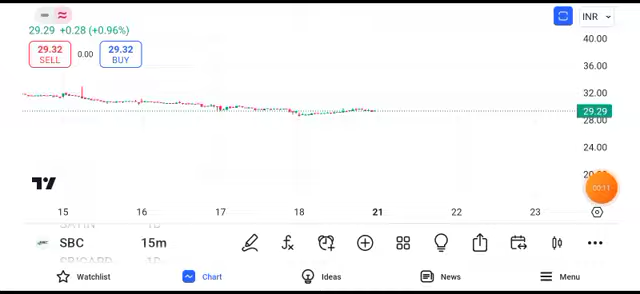 INR
29.29 +0.28 (+0.96%)
40.00
29.32
SELL
0.00
29.32
BUY
36.00
32.00
29.29
28.00
24.00
00:11
15 16 17 18 21 22 23
SBC 15m
Watchlist Chart Ideas News Menu